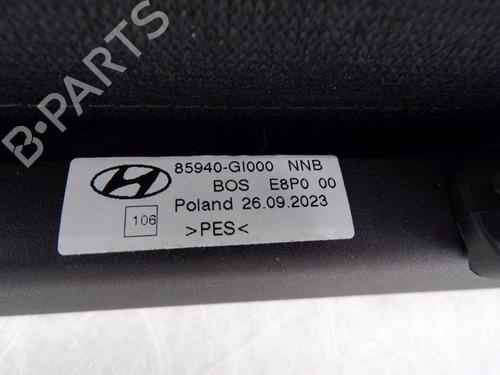 B-PARTS
85940-GI000 NNB
BOS E8P0 00
Poland 26.09.2023
106
>PES<